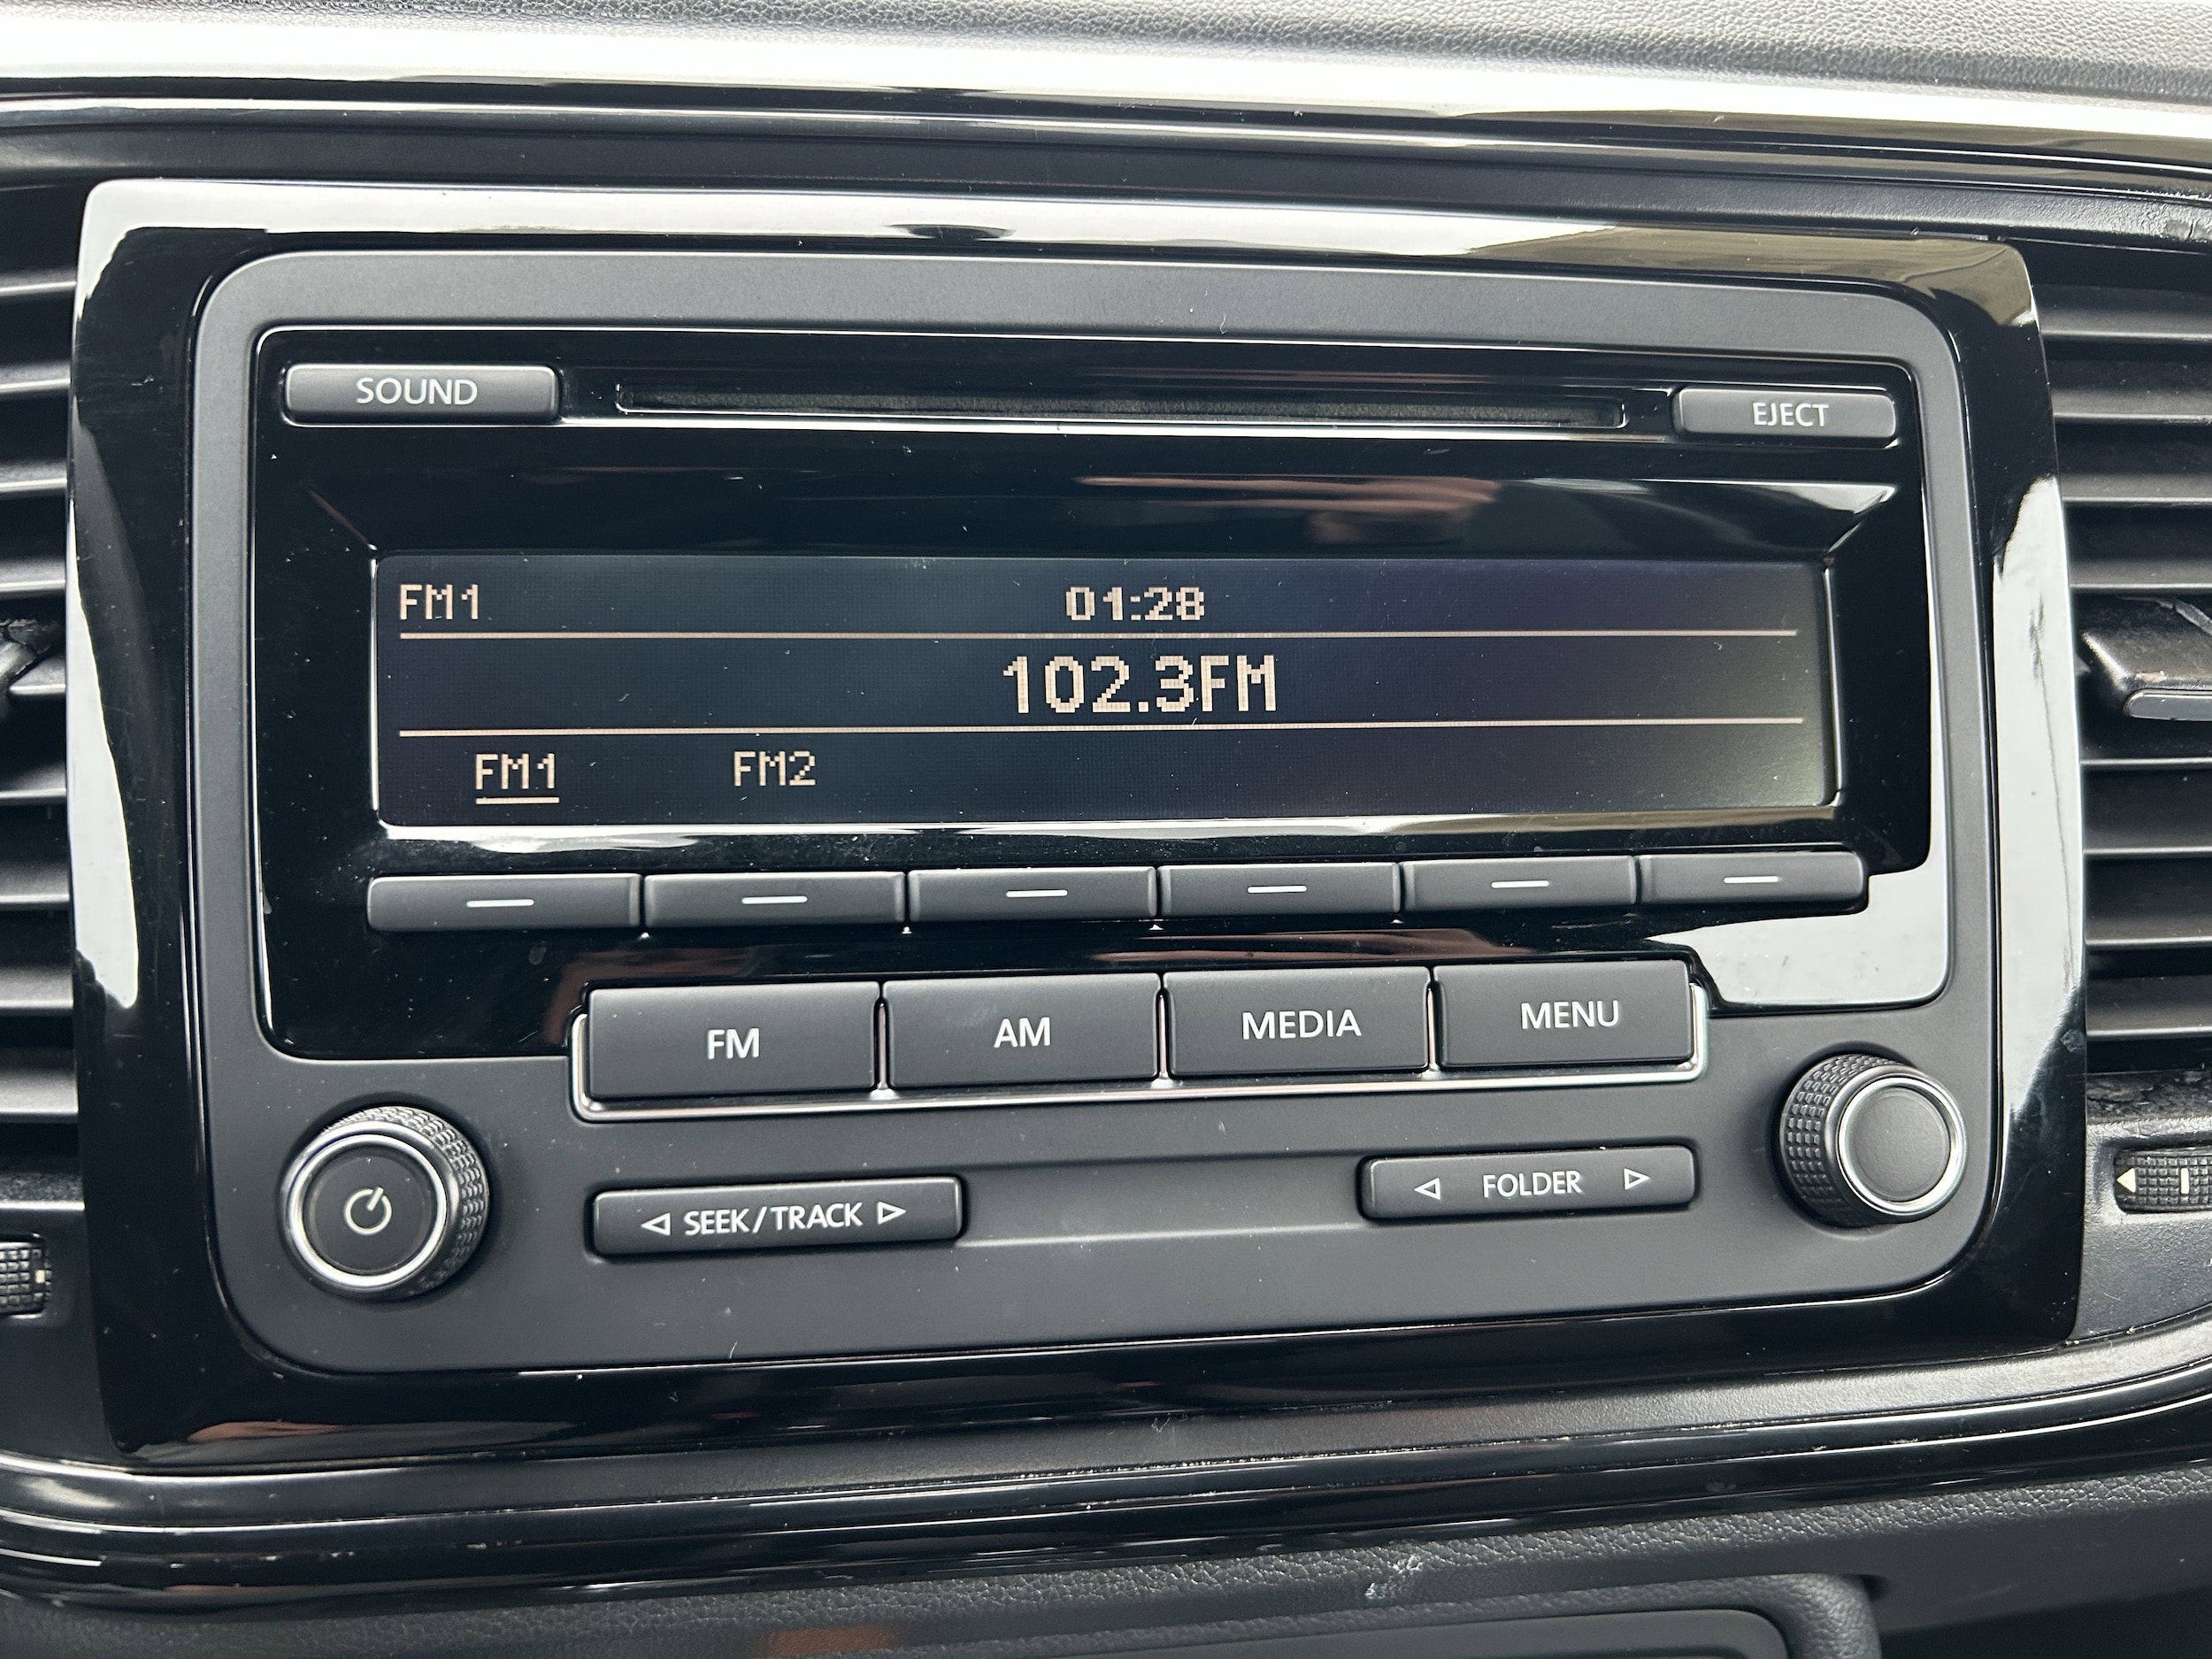 SOUND
EJECT
FM1 01:28
102.3FM
FM1 FM2
FM AM MEDIA MENU
SEEK/TRACK
FOLDER